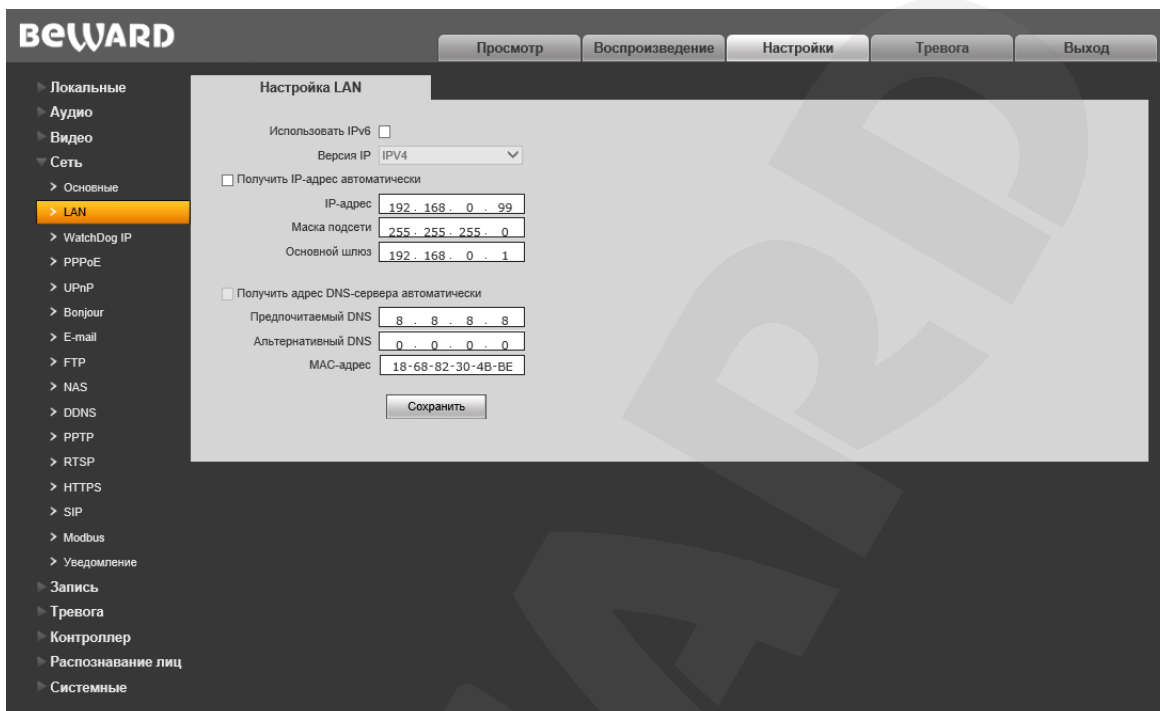 BEWARD
Просмотр
Воспроизведение
Настройки
Тревога
Выход
Локальные
Аудио
Видео
Сеть
Основные
LAN
WatchDog IP
PPPoE
UPnP
Bonjour
E-mail
FTP
NAS
DDNS
PPTP
RTSP
HTTPS
SIP
Modbus
Уведомление
Запись
Тревога
Контроллер
Распознавание лиц
Системные
Настройка LAN
Использовать IPv6
Версия IP IPV4
Получить IP-адрес автоматически
IP-адрес 192 . 168 . 0 . 99
Маска подсети 255 . 255 . 255 . 0
Основной шлюз 192 . 168 . 0 . 1
Получить адрес DNS-сервера автоматически
Предпочитаемый DNS 8 . 8 . 8 . 8
Альтернативный DNS 0 . 0 . 0 . 0
MAC-адрес 18-68-82-30-4B-BE
Сохранить